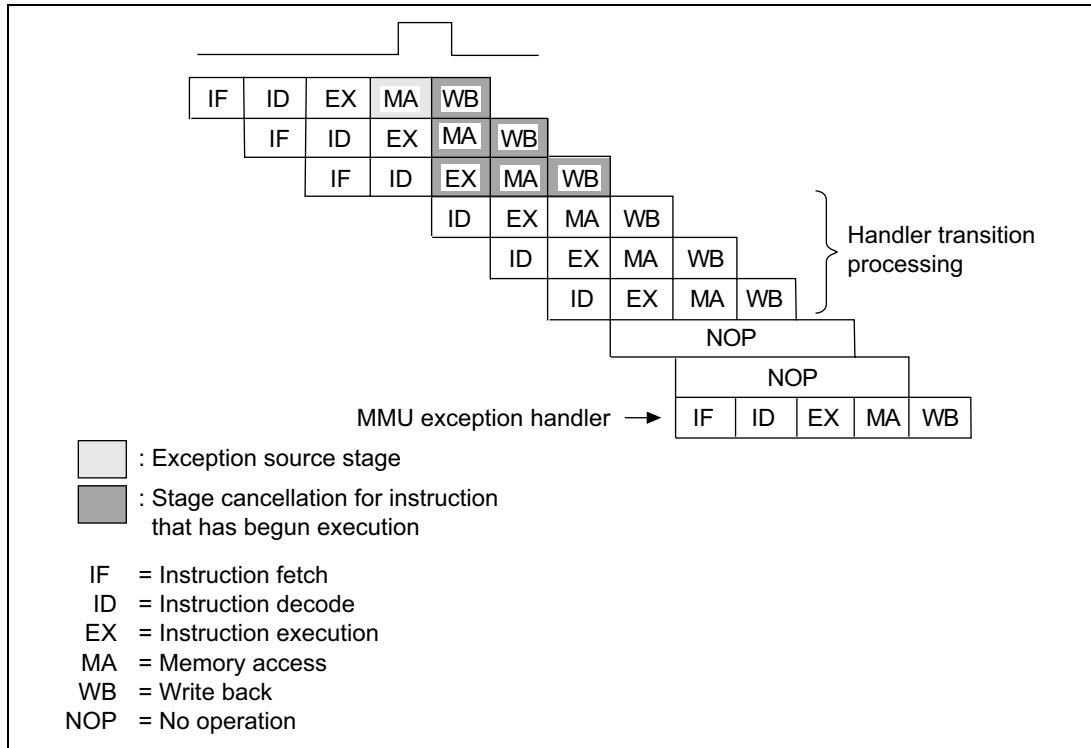 IF ID EX MA WB
IF ID EX MA WB
IF ID EX MA WB
ID EX MA WB
ID EX MA WB
ID EX MA WB
Handler transition
processing
NOP
NOP
MMU exception handler
IF ID EX MA WB
: Exception source stage
: Stage cancellation for instruction
that has begun execution
IF = Instruction fetch
ID = Instruction decode
EX = Instruction execution
MA = Memory access
WB = Write back
NOP = No operation